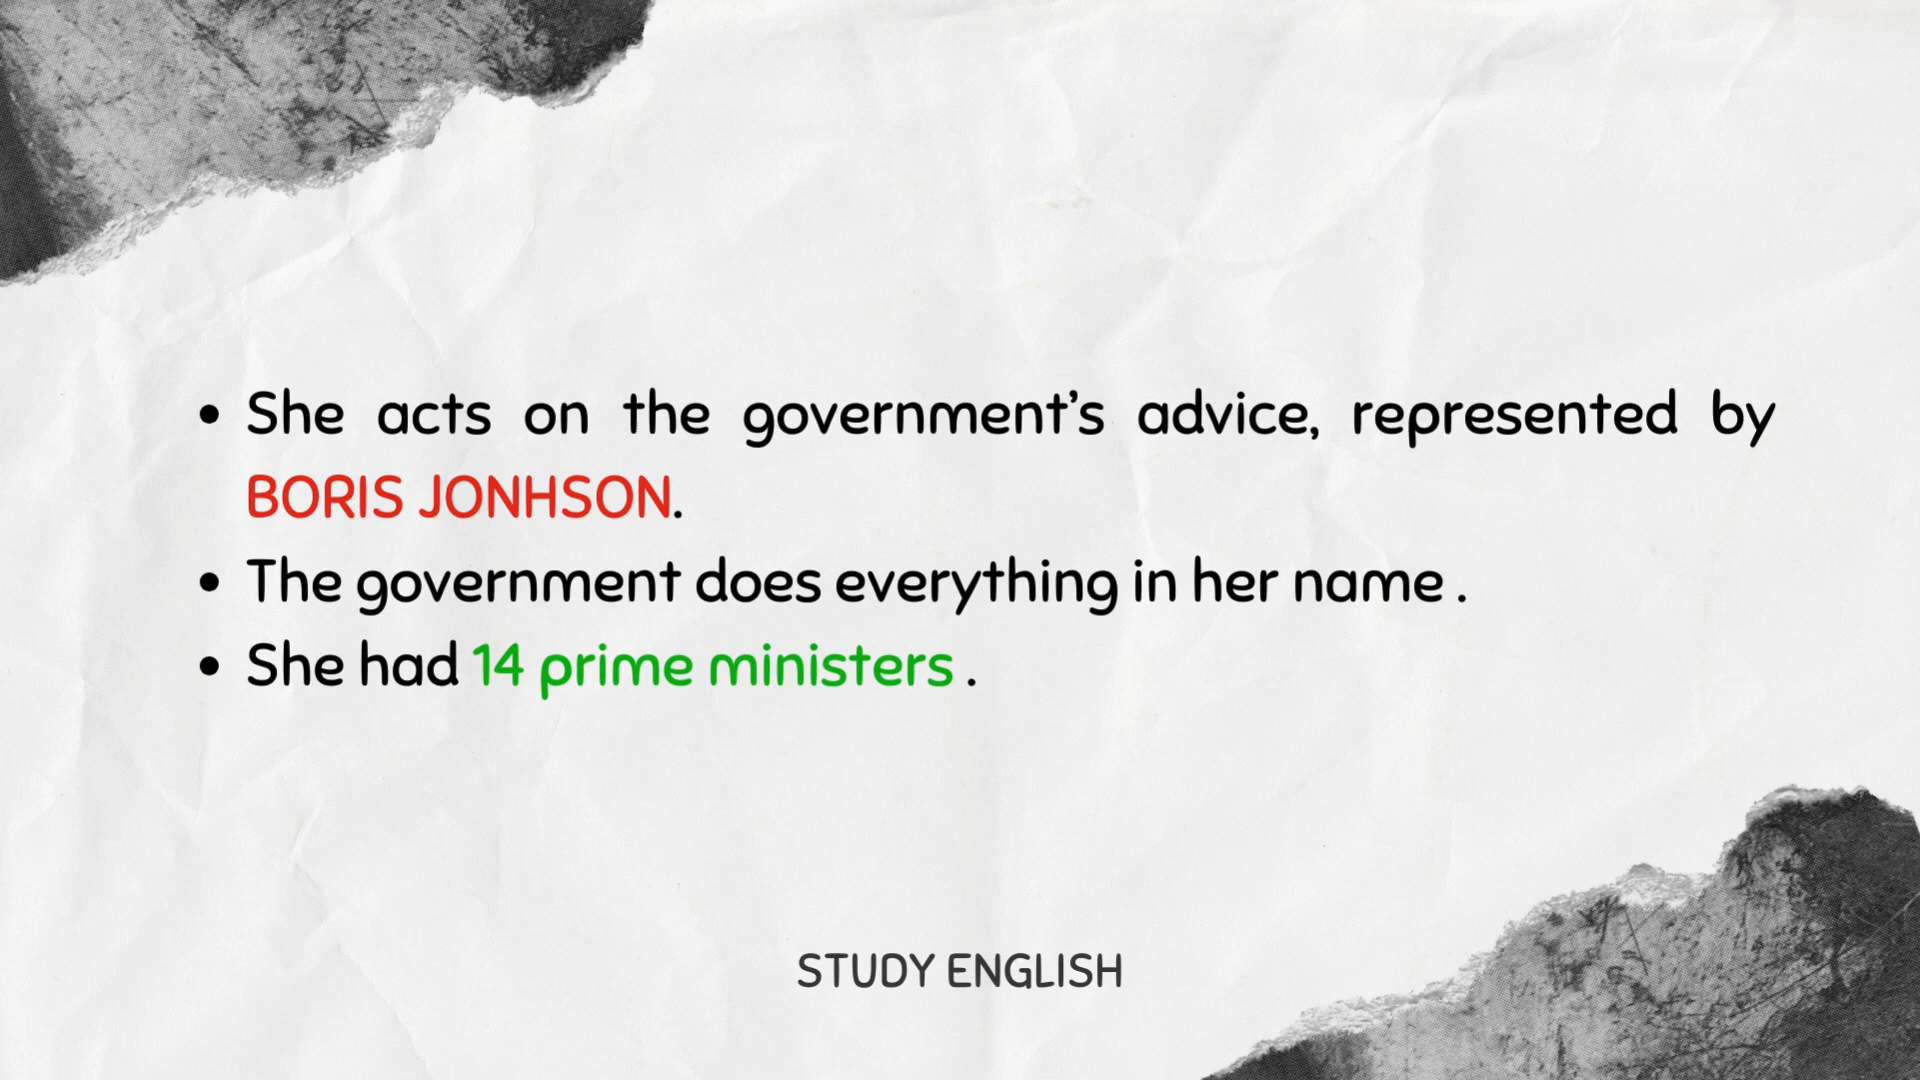 • She acts on the government’s advice, represented by
BORIS JONHSON.
• The government does everything in her name .
• She had 14 prime ministers .
STUDY ENGLISH